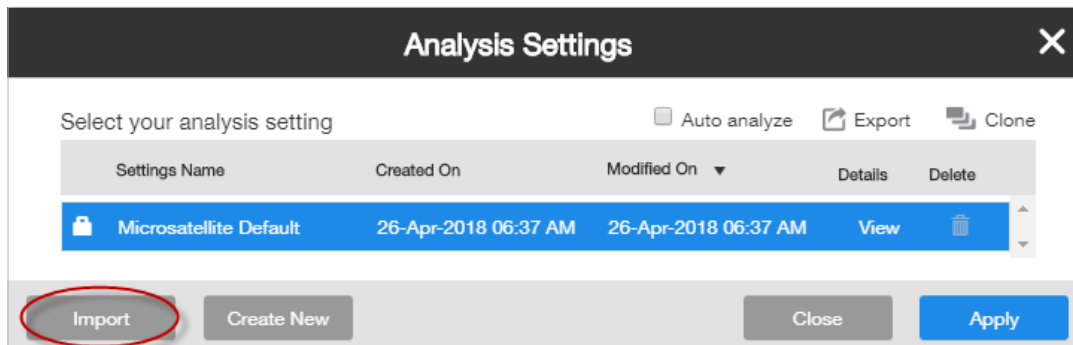 Analysis Settings
Select your analysis setting
Auto analyze
Export
Clone
Settings Name Created On Modified On Details Delete
Microsatellite Default 26-Apr-2018 06:37 AM 26-Apr-2018 06:37 AM View
Import Create New Close Apply